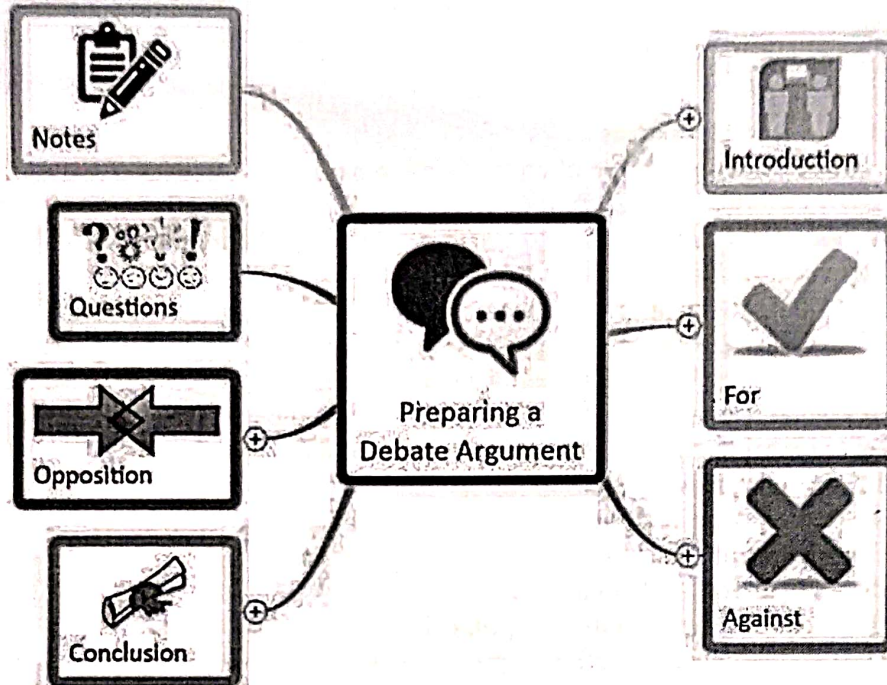 Notes
Questions
Opposition
Conclusion
Preparing a
Debate Argument
Introduction
For
Against